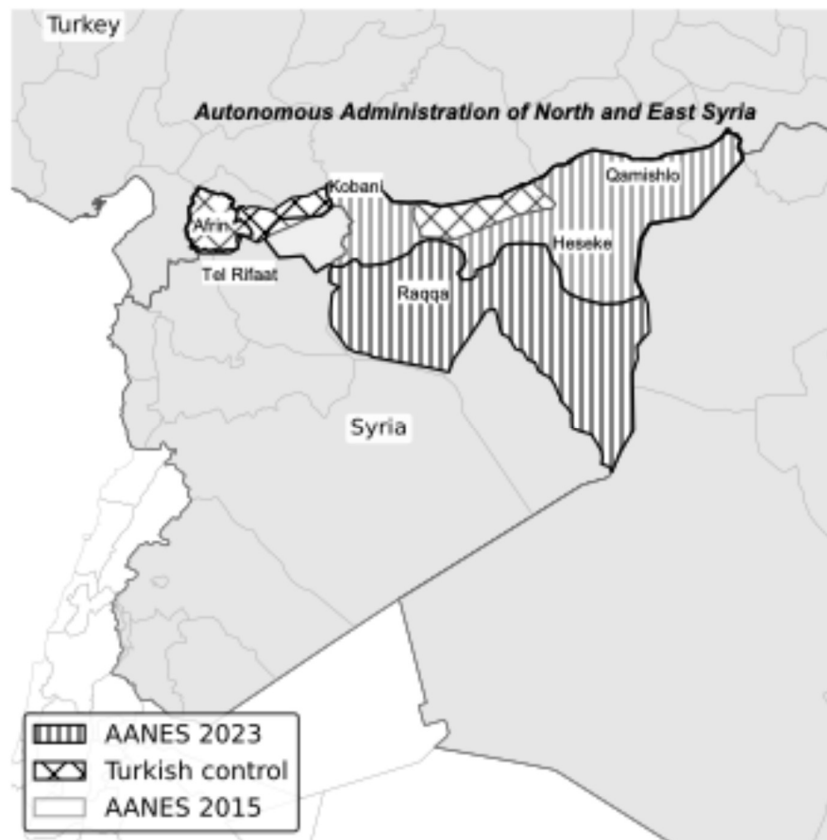 Turkey
Autonomous Administration of North and East Syria
Kobani
Qamishlo
Afrin
Heseke
Tel Rifaat
Raqqa
Syria
AANES 2023
Turkish control
AANES 2015